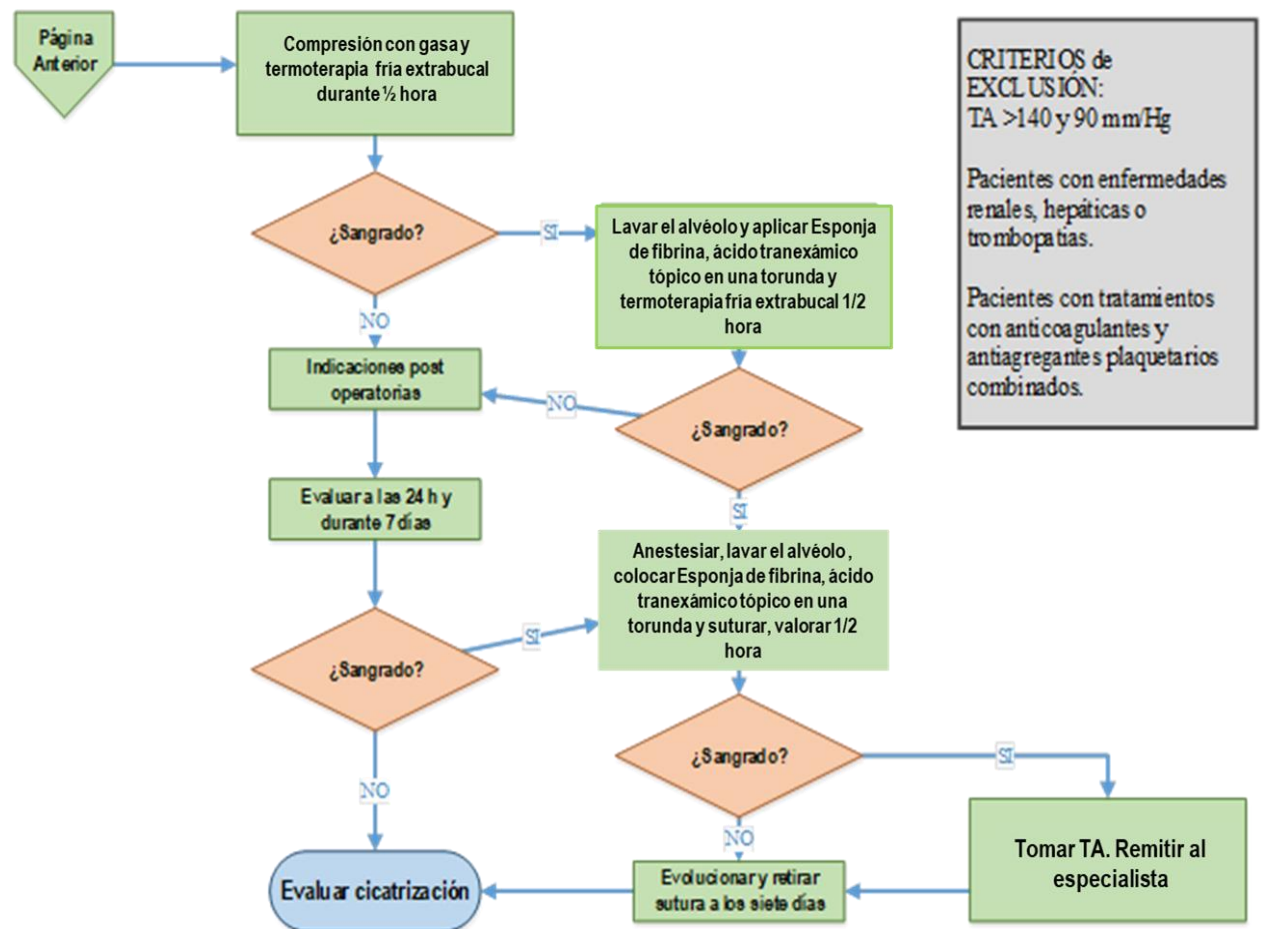 Página
Anterior
Compresión con gasa y
termoterapia fría extrabucal
durante ½ hora
¿Sangrado?
SI
Lavar el alvéolo y aplicar Esponja
de fibrina, ácido tranexámico
tópico en una torunda y
termoterapia fría extrabucal 1/2
hora
NO
Indicaciones post
operatorias
NO
¿Sangrado?
Evaluar a las 24 h y
durante 7 días
SI
Anestesiar, lavar el alvéolo ,
colocar Esponja de fibrina, ácido
tranexámico tópico en una
torunda y suturar, valorar 1/2
hora
¿Sangrado?
SI
¿Sangrado?
SI
NO
NO
Evaluar cicatrización
Evolucionar y retirar
sutura a los siete días
Tomar TA. Remitir al
especialista
CRITERIOS de
EXCLUSIÓN:
TA >140 y 90 mm/Hg
Pacientes con enfermedades
renales, hepáticas o
trombopatías.
Pacientes con tratamientos
con anticoagulantes y
antiagregantes plaquetarios
combinados.